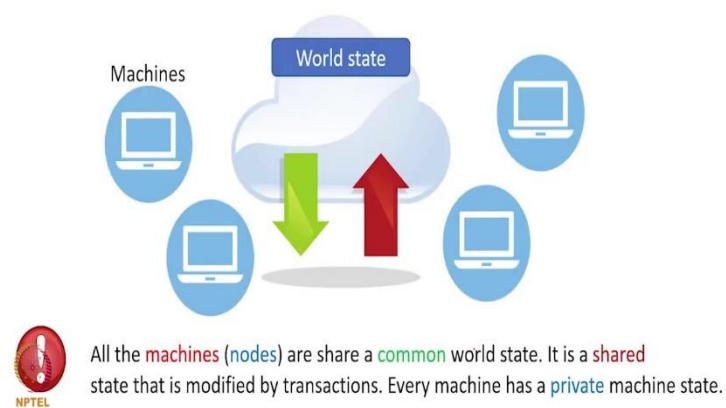 World state
Machines
All the machines (nodes) are share a common world state. It is a shared
state that is modified by transactions. Every machine has a private machine state.
NPTEL